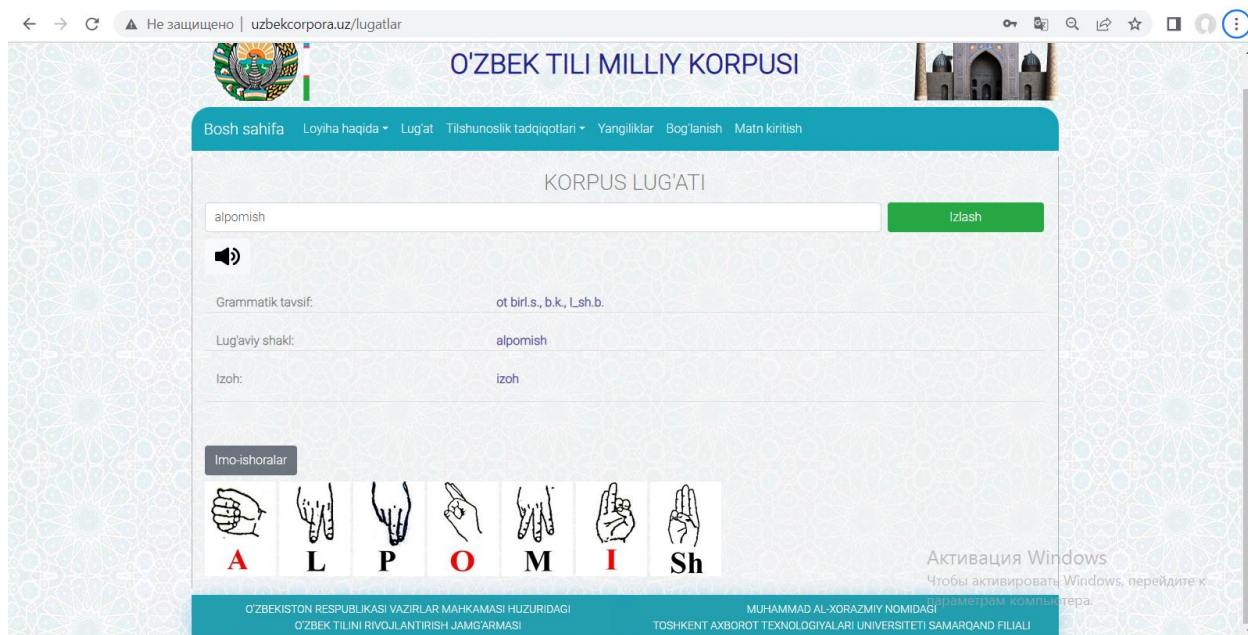 Не защищено | uzbekcorpora.uz/lugatlar
O'ZBEK TILI MILLIY KORPUSI
Bosh sahifa Loyiha haqida Lug'at Tilshunoslik tadqiqotlari Yangiliklar Bog'lanish Matn kiritish
KORPUS LUG'ATI
alpomish Izlash
Grammatik tavsif: ot birl.s., b.k., I_sh.b.
Lug'aviy shakl: alpomish
Izoh: izoh
Imo-ishoralar
A L P O M I Sh
Активация Windows
Чтобы активировать Windows, перейдите к
параметрам компьютера.
O'ZBEKISTON RESPUBLIKASI VAZIRLAR MAHKAMASI HUZURIDAGI
O'ZBEK TILINI RIVOJLANTIRISH JAMG'ARMASI
MUHAMMAD AL-XORAZMIY NOMIDAGI
TOSHKENT AXBOROT TEXNOLOGIYALARI UNIVERSITETI SAMARQAND FILIALI